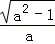 √(a² − 1)/a